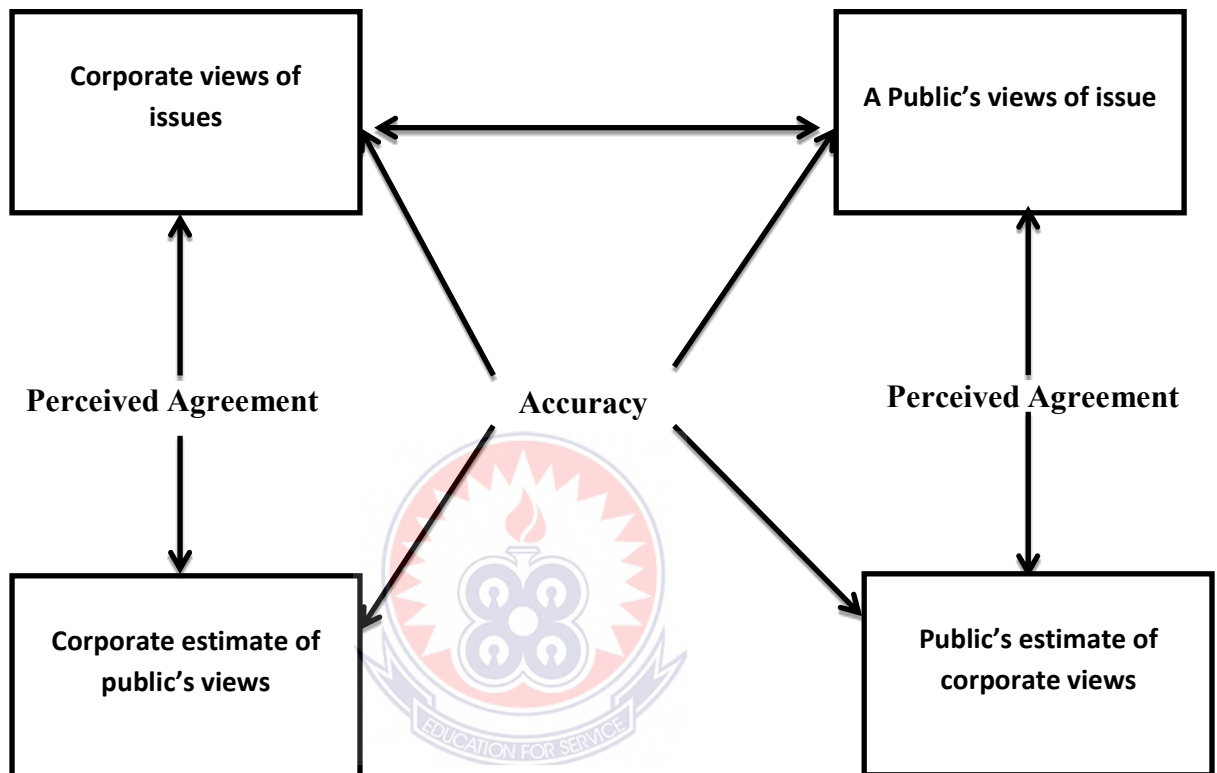 Corporate views of
issues
A Public’s views of issue
Perceived Agreement
Accuracy
Perceived Agreement
Corporate estimate of
public’s views
Public’s estimate of
corporate views
EDUCATION FOR SERVICE